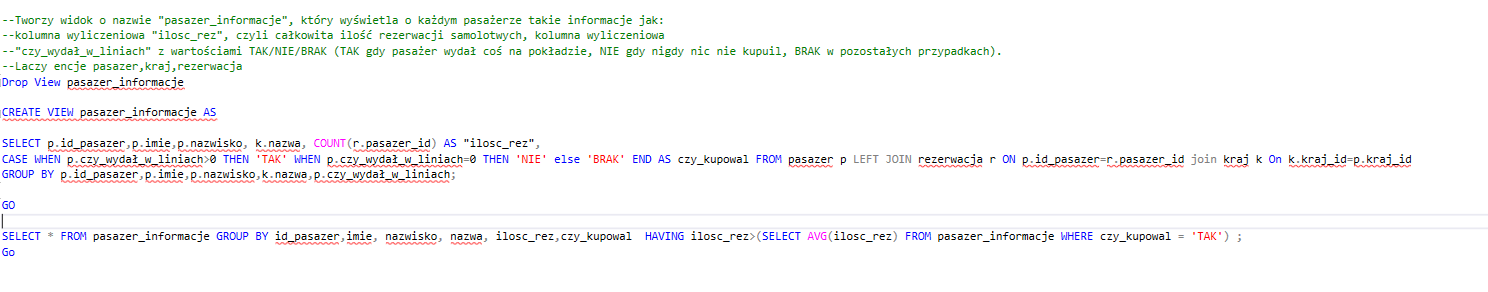 --Tworzy widok o nazwie "pasazer_informacje", który wyświetla o każdym pasażerze takie informacje jak:
--kolumna wyliczeniowa "ilosc_rez", czyli całkowita ilość rezerwacji samolotwych, kolumna wyliczeniowa
--"czy_wydał_w_liniach" z wartościami TAK/NIE/BRAK (TAK gdy pasażer wydał coś na pokładzie, NIE gdy nigdy nic nie kupuil, BRAK w pozostałych przypadkach).
--Laczy encje pasazer,kraj,rezerwacja
Drop View pasazer_informacje
CREATE VIEW pasazer_informacje AS
SELECT p.id_pasazer,p.imie,p.nazwisko, k.nazwa, COUNT(r.pasazer_id) AS "ilosc_rez",
CASE WHEN p.czy_wydał_w_liniach>0 THEN 'TAK' WHEN p.czy_wydał_w_liniach=0 THEN 'NIE' else 'BRAK' END AS czy_kupowal FROM pasazer p LEFT JOIN rezerwacja r ON p.id_pasazer=r.pasazer_id join kraj k On k.kraj_id=p.kraj_id
GROUP BY p.id_pasazer,p.imie,p.nazwisko,k.nazwa,p.czy_wydał_w_liniach;
GO
SELECT * FROM pasazer_informacje GROUP BY id_pasazer,imie, nazwisko, nazwa, ilosc_rez,czy_kupowal  HAVING ilosc_rez>(SELECT AVG(ilosc_rez) FROM pasazer_informacje WHERE czy_kupowal = 'TAK') ;
Go